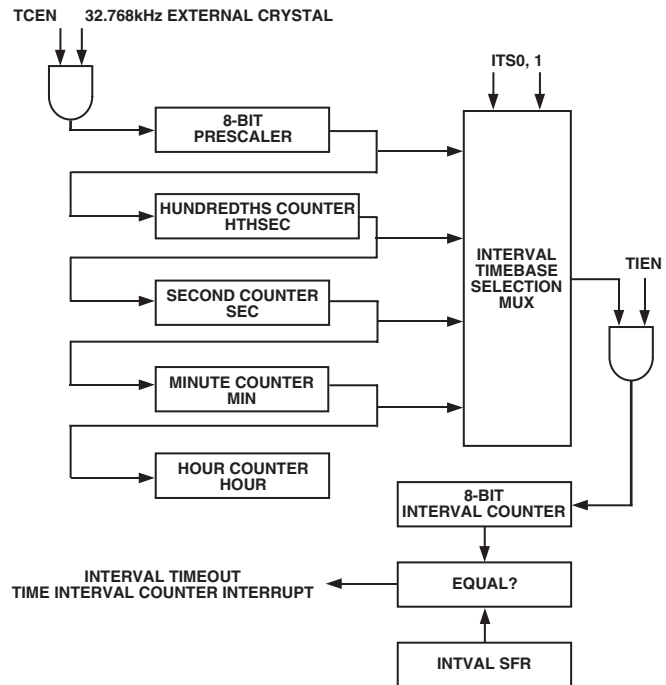 TCEN 32.768kHz EXTERNAL CRYSTAL
ITS0, 1
8-BIT
PRESCALER
HUNDREDTHS COUNTER
HTHSEC
INTERVAL
TIMEBASE
SELECTION
MUX
TIEN
SECOND COUNTER
SEC
MINUTE COUNTER
MIN
HOUR COUNTER
HOUR
8-BIT
INTERVAL COUNTER
INTERVAL TIMEOUT
TIME INTERVAL COUNTER INTERRUPT
EQUAL?
INTVAL SFR